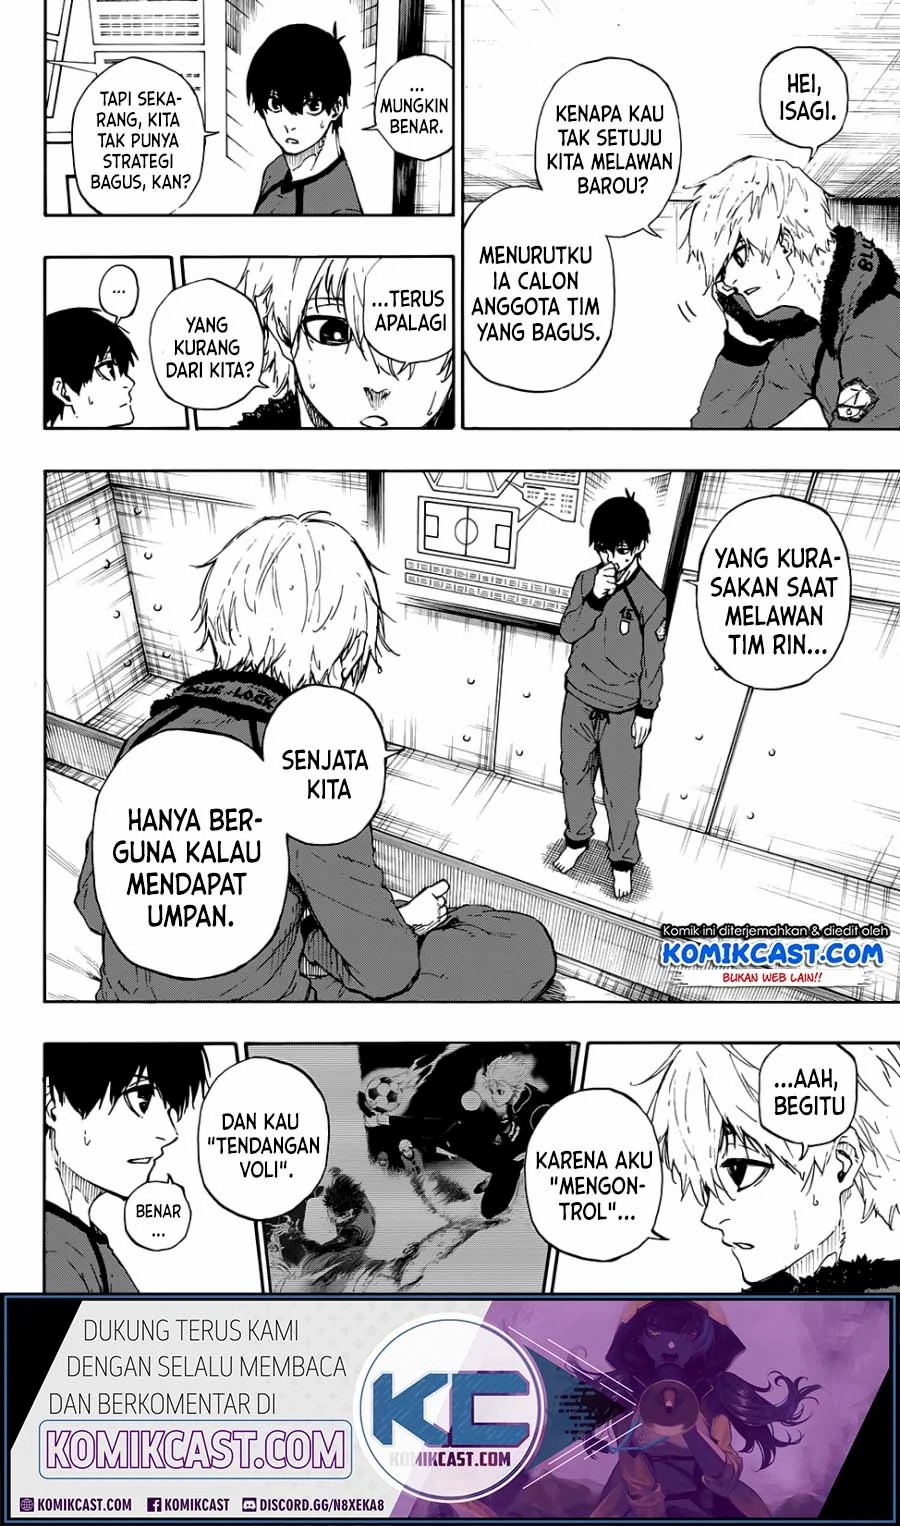 HEI,
ISAGI.
KENAPA KAU
TAK SETUJU
KITA MELAWAN
BAROU?
MENURUTKU
IA CALON
ANGGOTA TIM
YANG BAGUS.
...
MUNGKIN
BENAR.
TAPI SEKA-
RANG, KITA
TAK PUNYA
STRATEGI
BAGUS, KAN?
...TERUS
APALAGI
YANG
KURANG
DARI KITA?
...
YANG KURA-
SAKAN SAAT
MELAWAN
TIM RIN...
SENJATA
KITA
HANYA BER-
GUNA KALAU
MENDAPAT
UMPAN.
BLUE LOCK
Komik ini diterjemahkan & diedit oleh
KOMIKCAST.COM
BUKAN WEB LAIN!!
...AAH,
BEGITU
KARENA AKU
"MENGON-
TROL"...
DAN KAU
"TENDANGAN
VOLI".
BENAR
...
DUKUNG TERUS KAMI
DENGAN SELALU MEMBACA
DAN BERKOMENTAR DI
KOMIKCAST.COM
KC
KOMIKCAST.COM
KOMIKCAST.COM
KOMIKCAST
DISCORD.GG/N8XEKA8